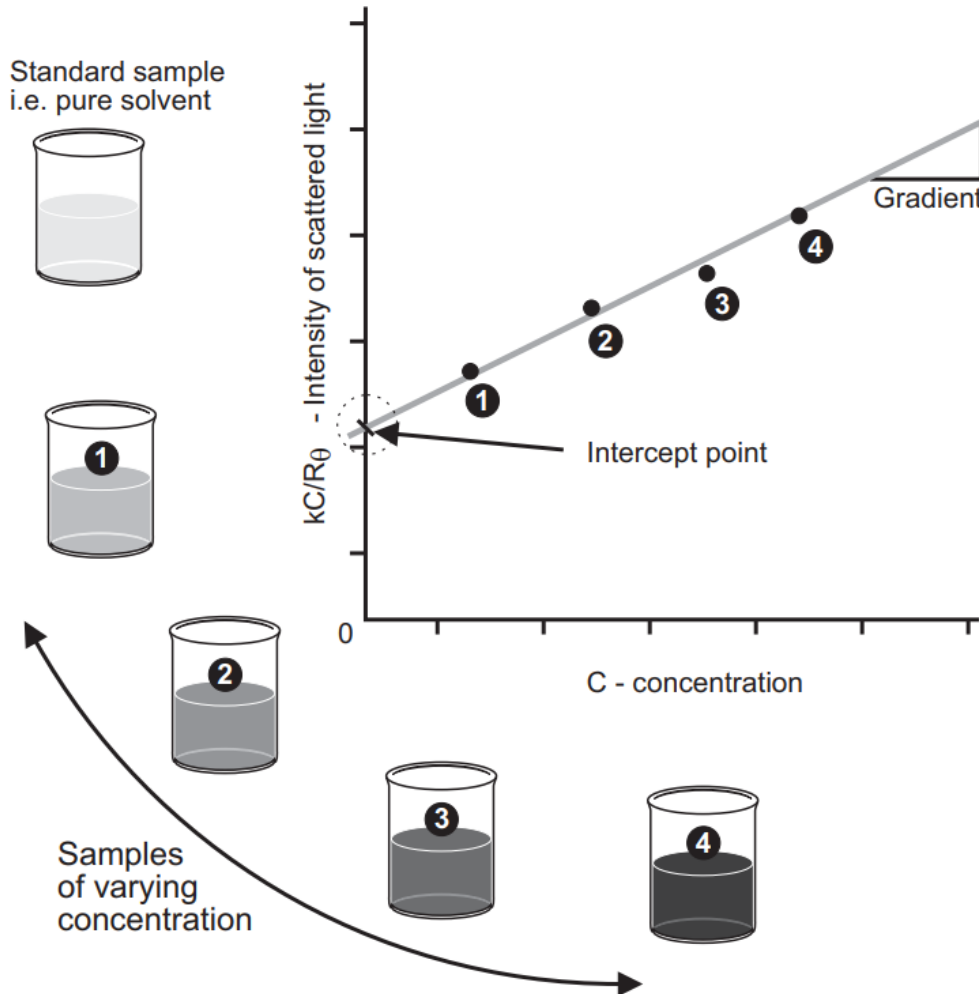 Standard sample
i.e. pure solvent
kC/Rθ - Intensity of scattered light
Gradient
4
3
2
1
Intercept point
0
C - concentration
1
2
3
4
Samples
of varying
concentration